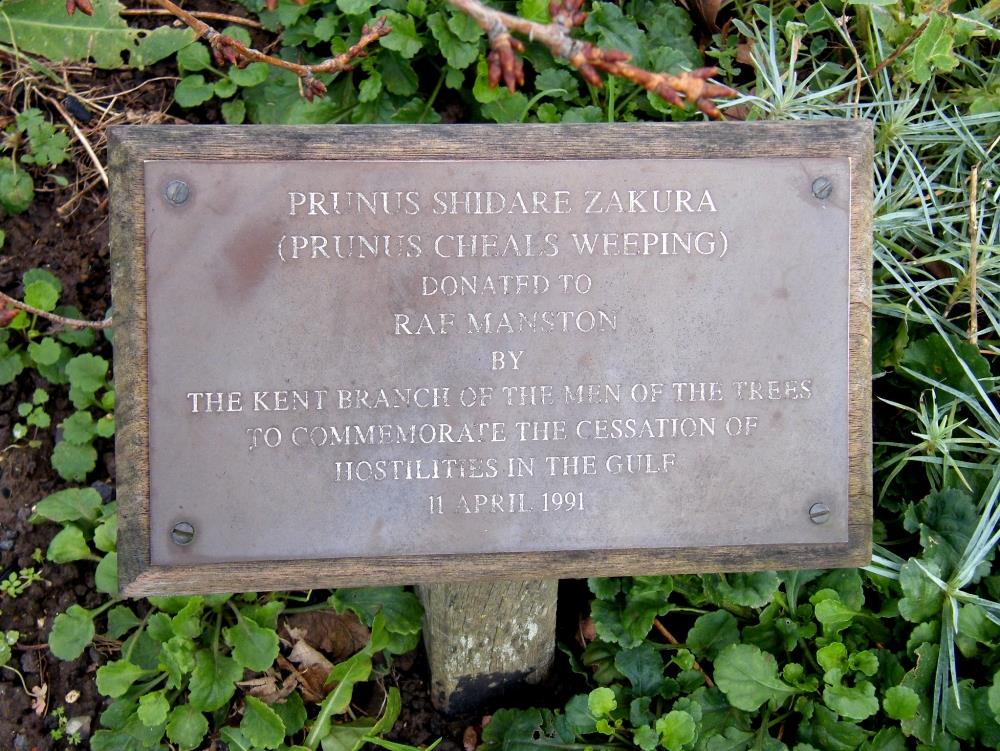 PRUNUS SHIDARE ZAKURA
(PRUNUS CHEALS WEEPING)
DONATED TO
RAF MANSTON
BY
THE KENT BRANCH OF THE MEN OF THE TREES
TO COMMEMORATE THE CESSATION OF
HOSTILITIES IN THE GULF
11 APRIL 1991